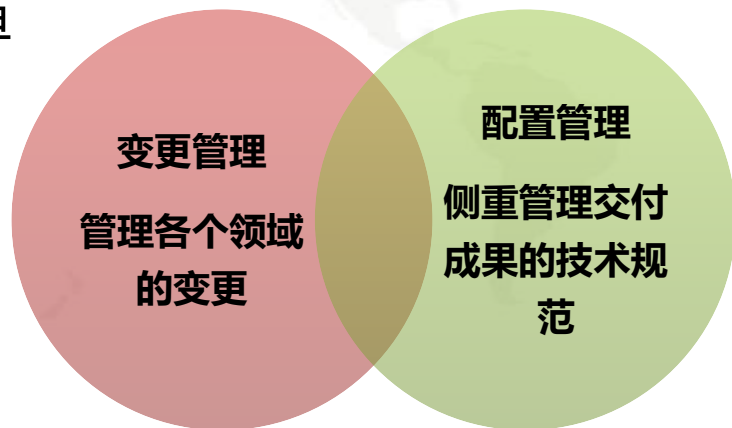 变更管理
管理各个领域
的变更
配置管理
侧重管理交付
成果的技术规
范